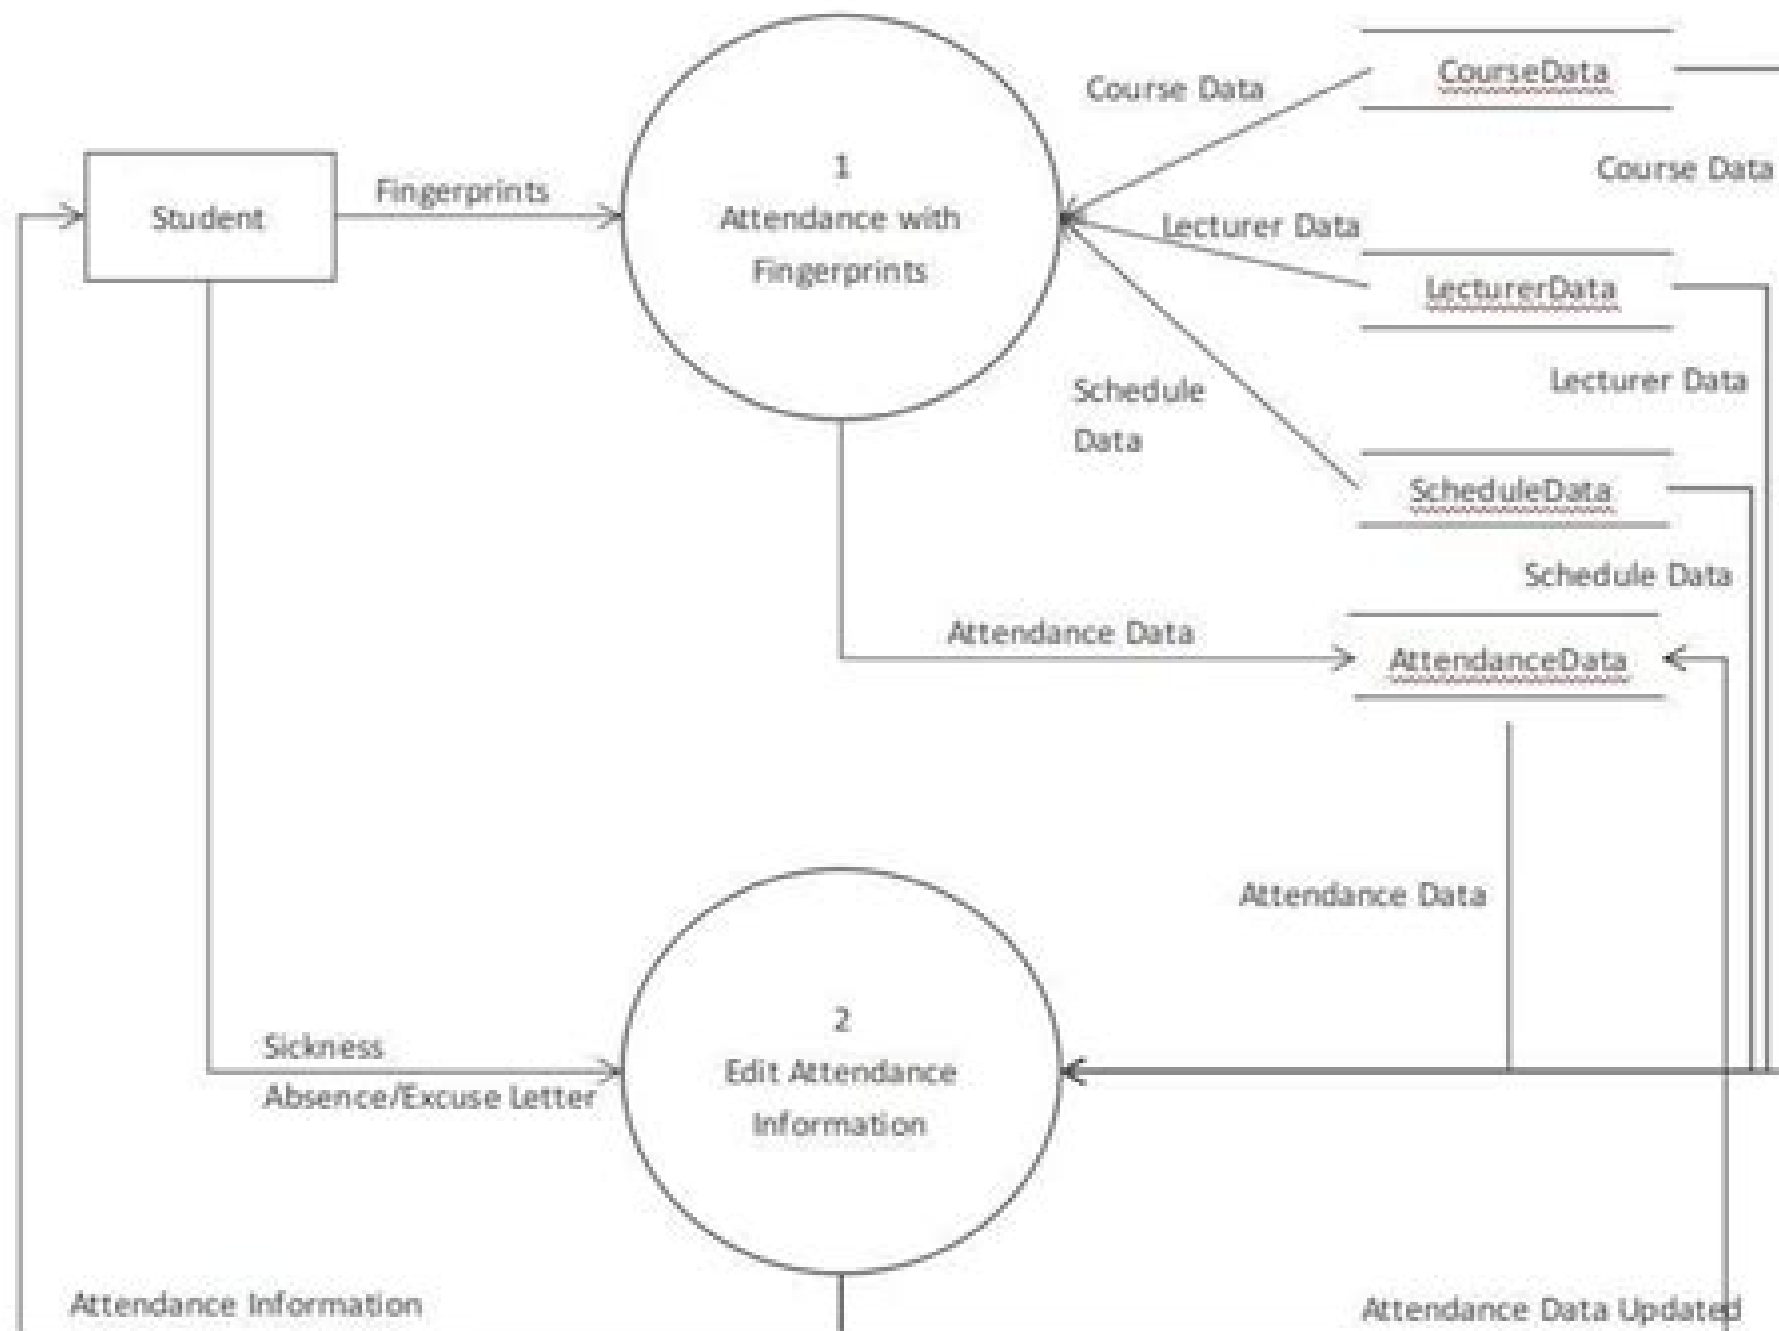 Course Data
CourseData
1
Course Data
Student
Fingerprints
Attendance with
Fingerprints
Lecturer Data
LecturerData
Schedule
Data
Lecturer Data
ScheduleData
Schedule Data
Attendance Data
AttendanceData
Attendance Data
2
Sickness
Edit Attendance
Absence/Excuse Letter
Information
Attendance Information
Attendance Data Updated